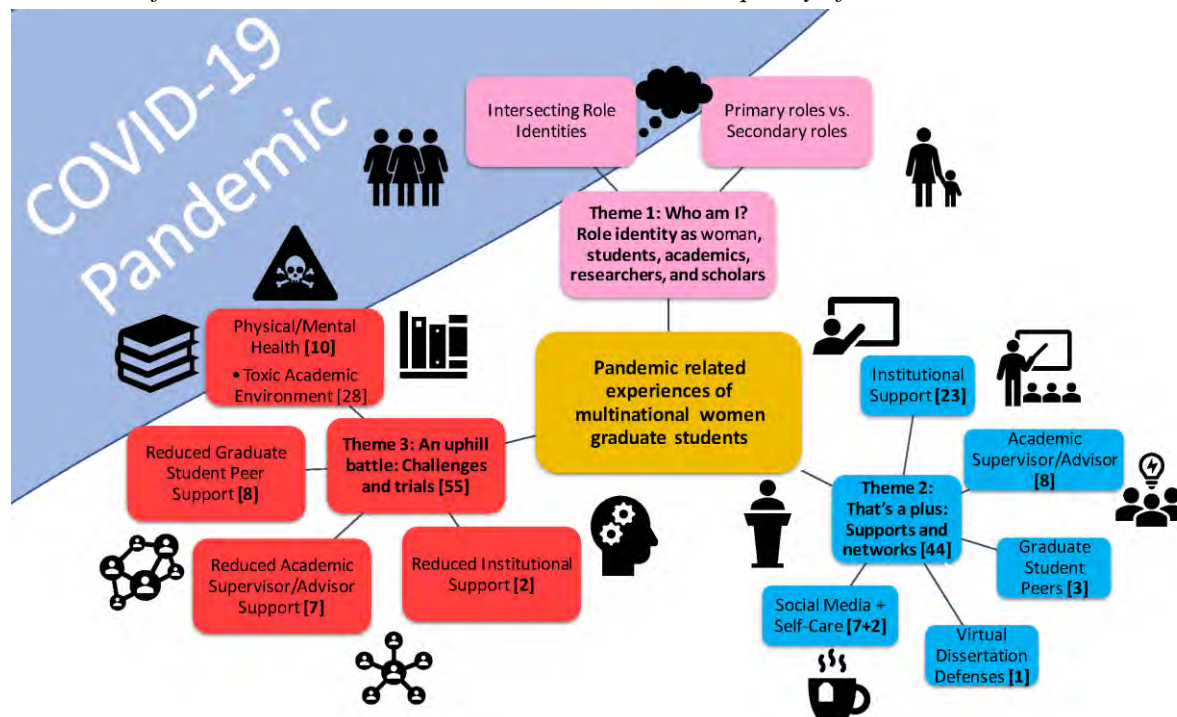 COVID-19
Pandemic
Intersecting Role
Identities
Primary roles vs.
Secondary roles
Theme 1: Who am I?
Role identity as woman,
students, academics,
researchers, and scholars
Physical/Mental
Health [10]
• Toxic Academic
Environment [28]
Pandemic related
experiences of
multinational women
graduate students
Institutional
Support [23]
Reduced Graduate
Student Peer
Support [8]
Theme 3: An uphill
battle: Challenges
and trials [55]
Academic
Supervisor/Advisor
[8]
Theme 2:
That's a plus:
Supports and
networks [44]
Reduced Academic
Supervisor/Advisor
Support [7]
Reduced Institutional
Support [2]
Graduate
Student
Peers [3]
Social Media +
Self-Care [7+2]
Virtual
Dissertation
Defenses [1]